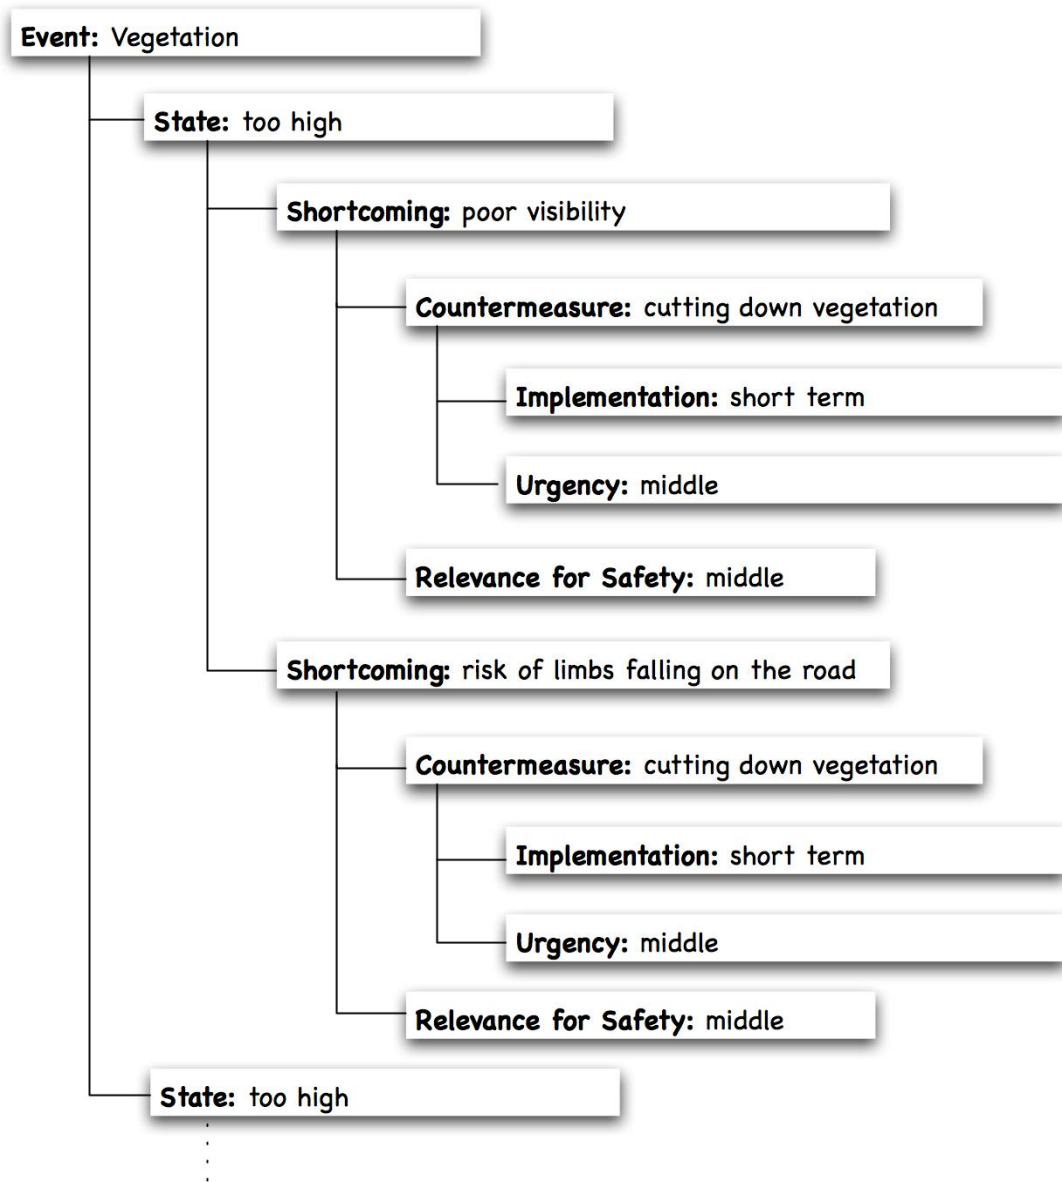 Event: Vegetation
State: too high
Shortcoming: poor visibility
Countermeasure: cutting down vegetation
Implementation: short term
Urgency: middle
Relevance for Safety: middle
Shortcoming: risk of limbs falling on the road
Countermeasure: cutting down vegetation
Implementation: short term
Urgency: middle
Relevance for Safety: middle
State: too high